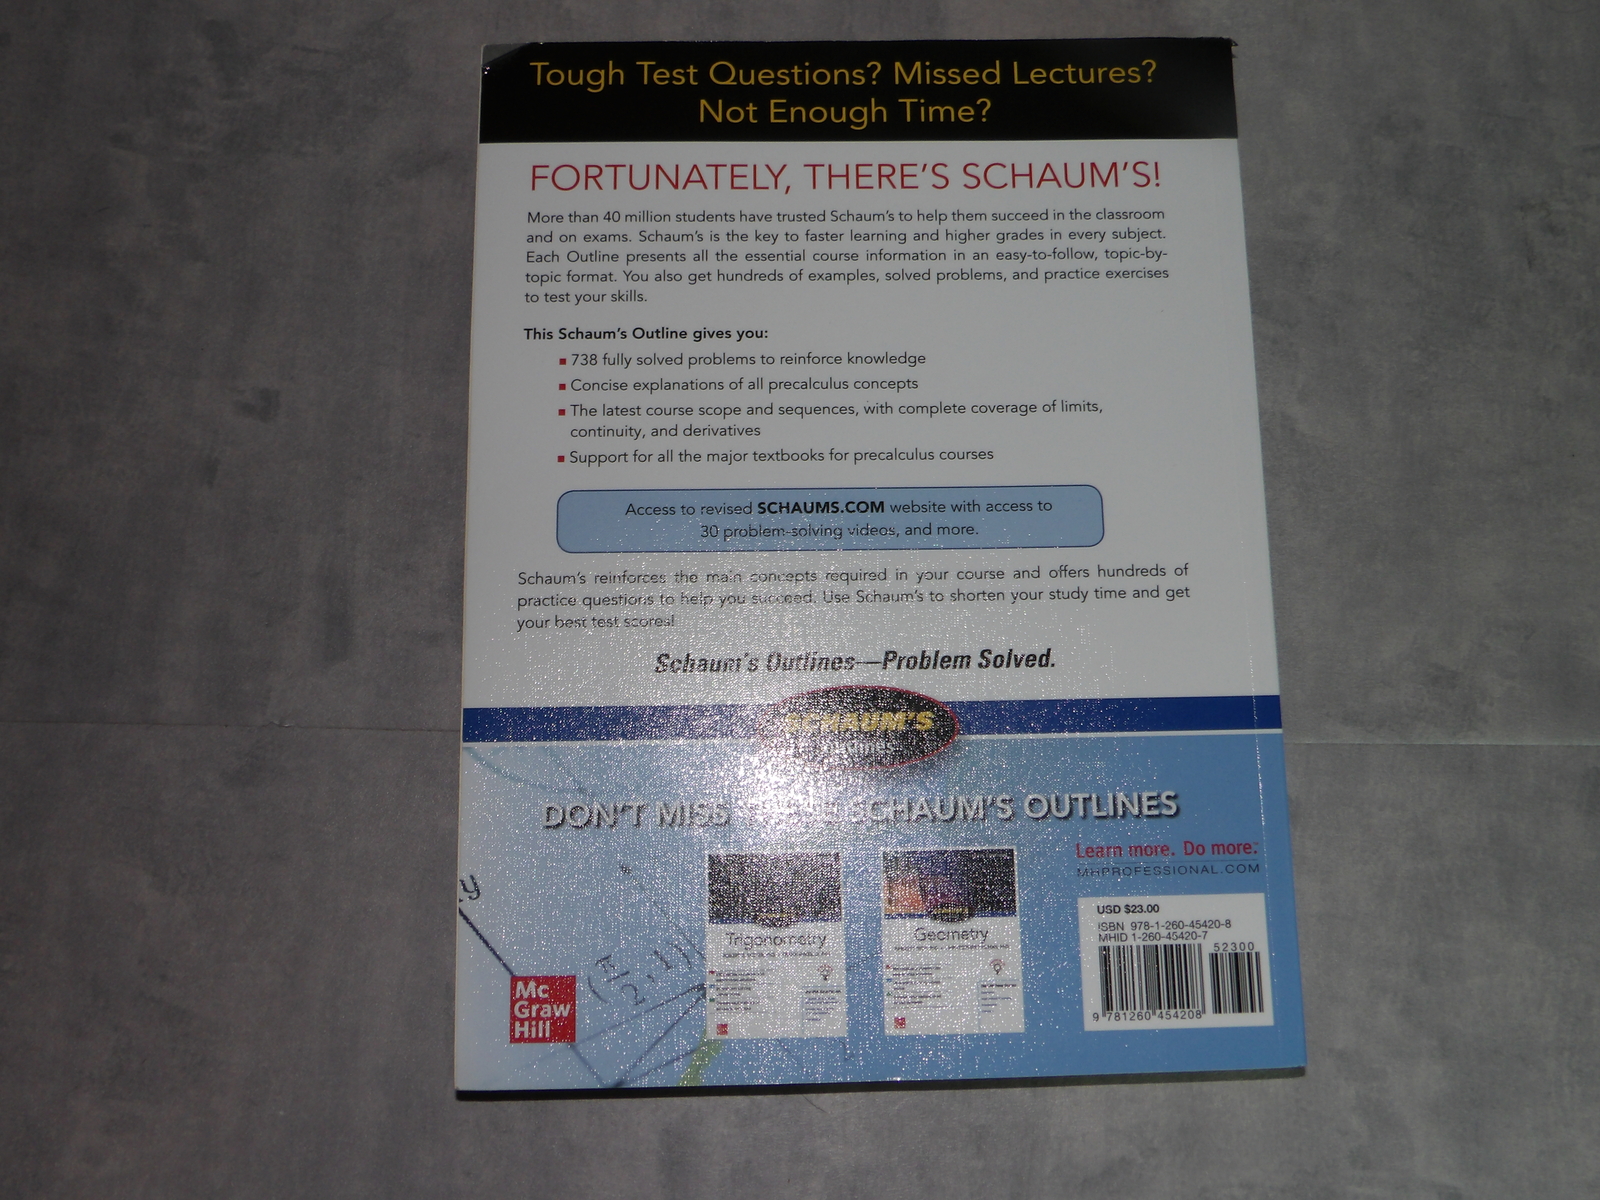 Tough Test Questions? Missed Lectures?
Not Enough Time?
FORTUNATELY, THERE'S SCHAUM'S!
More than 40 million students have trusted Schaum's to help them succeed in the classroom
and on exams. Schaum's is the key to faster learning and higher grades in every subject.
Each Outline presents all the essential course information in an easy-to-follow, topic-by-
topic format. You also get hundreds of examples, solved problems, and practice exercises
to test your skills.
This Schaum's Outline gives you:
■ 738 fully solved problems to reinforce knowledge
■ Concise explanations of all precalculus concepts
■ The latest course scope and sequences, with complete coverage of limits,
continuity, and derivatives
■ Support for all the major textbooks for precalculus courses
Access to revised SCHAUMS.COM website with access to
30 problem-solving videos, and more.
Schaum's reinforces the main concepts required in your course and offers hundreds of
practice questions to help you succeed. Use Schaum's to shorten your study time and get
your best test scores!
Schaum's Outlines—Problem Solved.
SCHAUM'S
Outlines
DON'T MISS THESE SCHAUM'S OUTLINES
Learn more. Do more.
MHPROFESSIONAL.COM
y
(π/2, 1)
Trigonometry
Geometry
Mc
Graw
Hill
USD $23.00
ISBN 978-1-260-45420-8
MHID 1-260-45420-7
52300
9 781260 454208